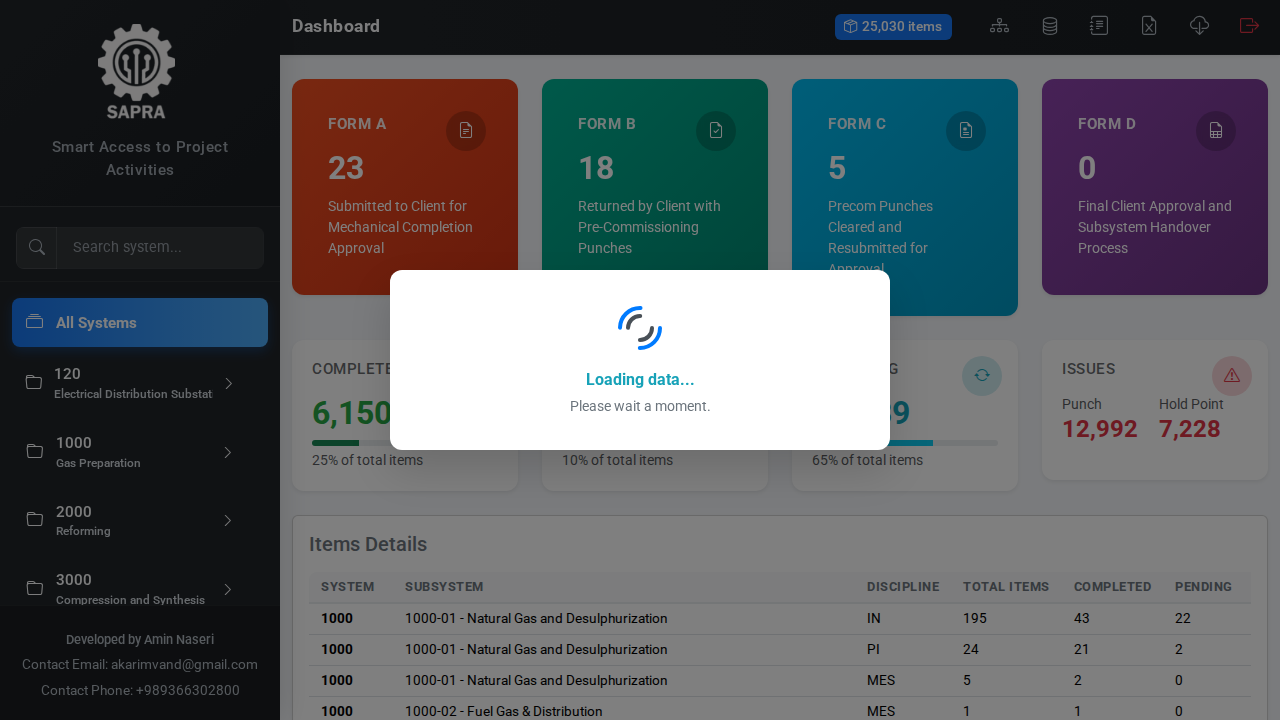 SAPRA
Smart Access to Project
Activities
Search system...
All Systems
120
Electrical Distribution Substat
1000
Gas Preparation
2000
Reforming
3000
Compression and Synthesis
Developed by Amin Naseri
Contact Email: akarimvand@gmail.com
Contact Phone: +989366302800
Dashboard
25,030 items
FORM A
23
Submitted to Client for
Mechanical Completion
Approval
FORM B
18
Returned by Client with
Pre-Commissioning
Punches
FORM C
5
Precom Punches
Cleared and
Resubmitted for
Approval
FORM D
0
Final Client Approval and
Subsystem Handover
Process
Loading data...
Please wait a moment.
COMPLETE
6,150
25% of total items
10% of total items
65% of total items
ISSUES
Punch Hold Point
12,992 7,228
Items Details
SYSTEM SUBSYSTEM DISCIPLINE TOTAL ITEMS COMPLETED PENDING
1000 1000-01 - Natural Gas and Desulphurization IN 195 43 22
1000 1000-01 - Natural Gas and Desulphurization PI 24 21 2
1000 1000-01 - Natural Gas and Desulphurization MES 5 2 0
1000 1000-02 - Fuel Gas & Distribution MES 1 1 0